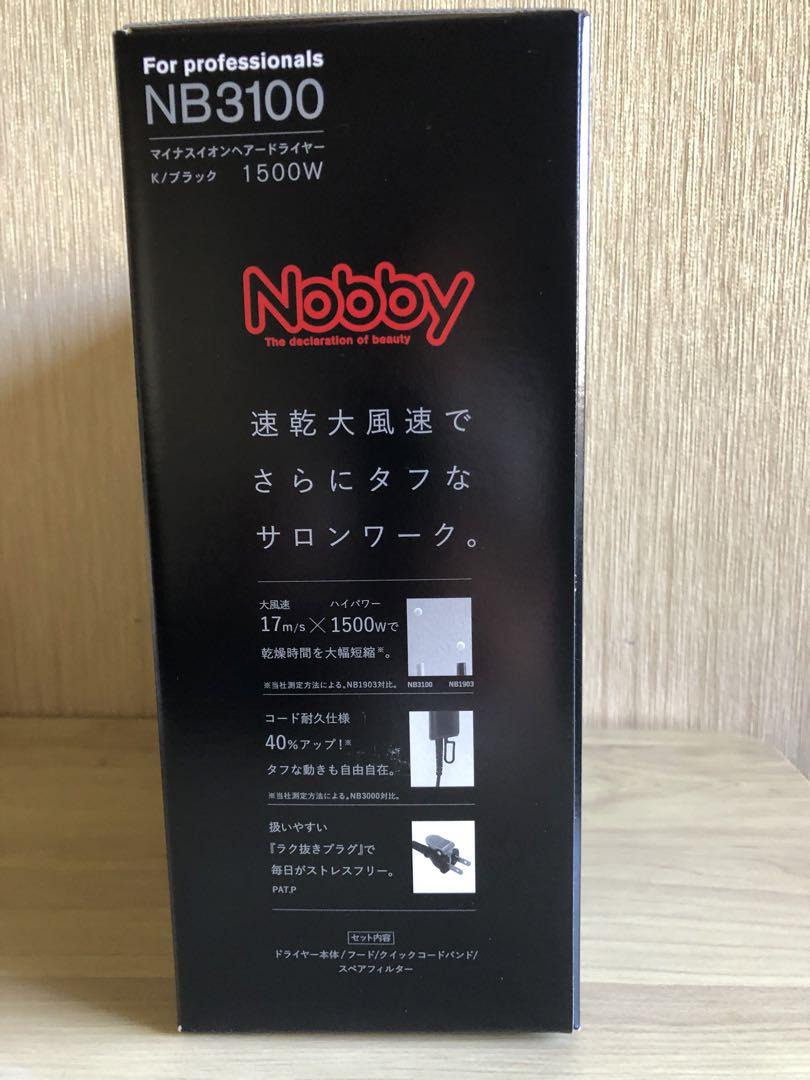 For professionals
NB3100
マイナスイオンヘアードライヤー
K/ブラック 1500W
Nobby
The declaration of beauty
速乾大風速で
さらにタフな
サロンワーク。
大風速 ハイパワー
17m/s×1500Wで
乾燥時間を大幅短縮※。
※当社測定方法による。NB1903対比。
NB3100 NB1903
コード耐久仕様
40%アップ!※
タフな動きも自由自在。
※当社測定方法による。NB3000対比。
扱いやすい
『ラク抜きプラグ』で
毎日がストレスフリー。
PAT.P
セット内容
ドライヤー本体/フード/クイックコードバンド/
スペアフィルター